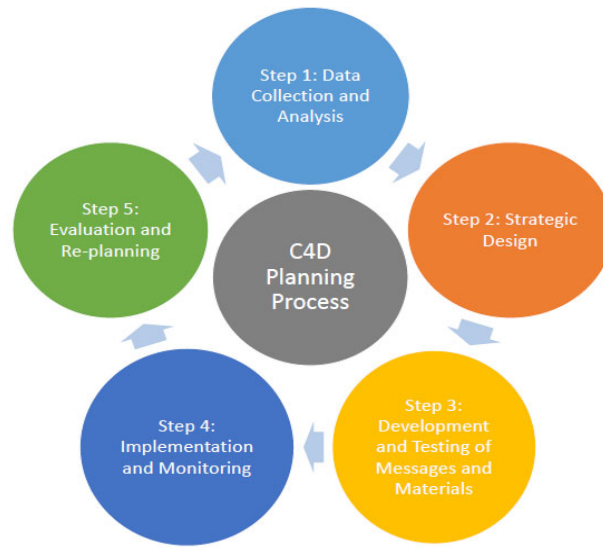 Step 1: Data
Collection and
Analysis
Step 2: Strategic
Design
Step 3:
Development
and Testing of
Messages and
Materials
Step 4:
Implementation
and Monitoring
Step 5:
Evaluation and
Re-planning
C4D
Planning
Process